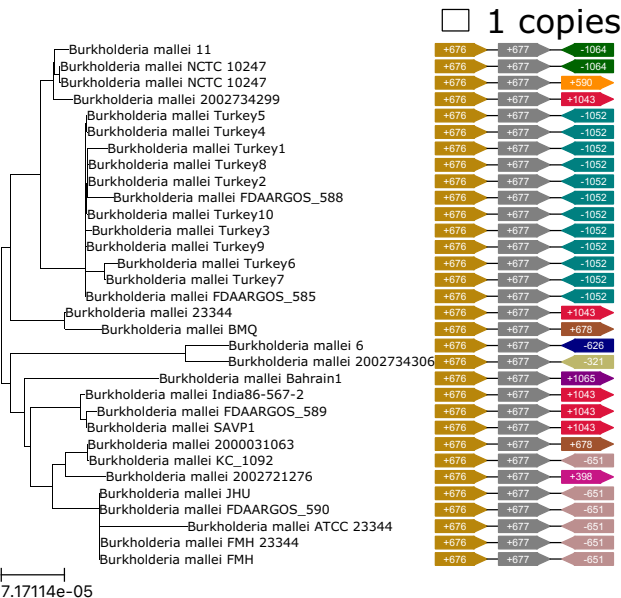 1 copies
Burkholderia mallei 11 +676 +677 -1064
Burkholderia mallei NCTC 10247 +676 +677 -1064
Burkholderia mallei NCTC 10247 +676 +677 +590
Burkholderia mallei 2002734299 +676 +677 +1043
Burkholderia mallei Turkey5 +676 +677 -1052
Burkholderia mallei Turkey4 +676 +677 -1052
Burkholderia mallei Turkey1 +676 +677 -1052
Burkholderia mallei Turkey8 +676 +677 -1052
Burkholderia mallei Turkey2 +676 +677 -1052
Burkholderia mallei FDAARGOS_588 +676 +677 -1052
Burkholderia mallei Turkey10 +676 +677 -1052
Burkholderia mallei Turkey3 +676 +677 -1052
Burkholderia mallei Turkey9 +676 +677 -1052
Burkholderia mallei Turkey6 +676 +677 -1052
Burkholderia mallei Turkey7 +676 +677 -1052
Burkholderia mallei FDAARGOS_585 +676 +677 -1052
Burkholderia mallei 23344 +676 +677 +1043
Burkholderia mallei BMQ +676 +677 +678
Burkholderia mallei 6 +676 +677 -626
Burkholderia mallei 2002734306 +676 +677 -321
Burkholderia mallei Bahrain1 +676 +677 +1065
Burkholderia mallei India86-567-2 +676 +677 +1043
Burkholderia mallei FDAARGOS_589 +676 +677 +1043
Burkholderia mallei SAVP1 +676 +677 +1043
Burkholderia mallei 2000031063 +676 +677 +678
Burkholderia mallei KC_1092 +676 +677 -651
Burkholderia mallei 2002721276 +676 +677 +398
Burkholderia mallei JHU +676 +677 -651
Burkholderia mallei FDAARGOS_590 +676 +677 -651
Burkholderia mallei ATCC 23344 +676 +677 -651
Burkholderia mallei FMH 23344 +676 +677 -651
Burkholderia mallei FMH +676 +677 -651
7.17114e-05